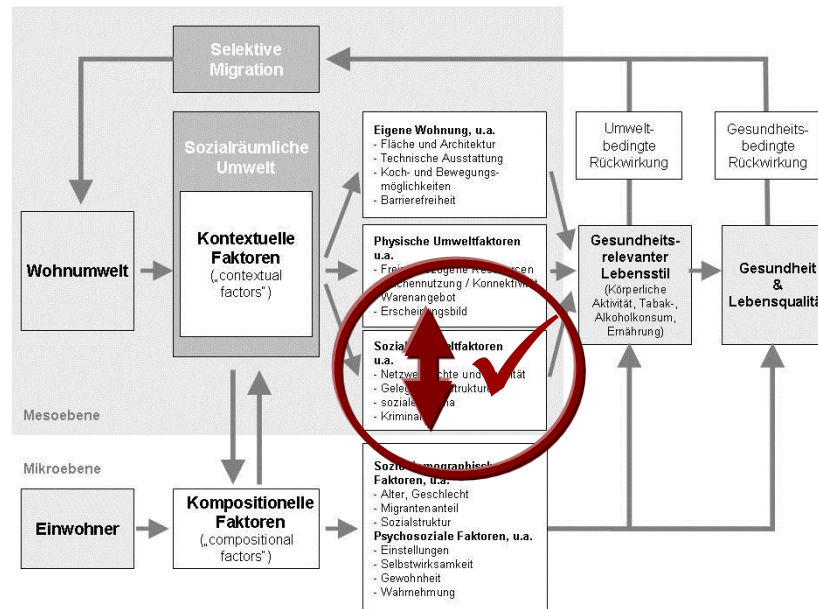 Selektive
Migration
Sozialräumliche
Umwelt
Kontextuelle
Faktoren
(„contextual
factors“)
Wohnumwelt
Mesoebene
Eigene Wohnung, u.a.
- Fläche und Architektur
- Technische Ausstattung
- Koch- und Bewegungs-
möglichkeiten
- Barrierefreiheit
Physische Umweltfaktoren
u.a.
Ressourcen
/ Konnektivität
Warenangebot
- Erscheinungsbild
u.a.
und
Umwelt-
bedingte
Rückwirkung
Gesundheits-
bedingte
Rückwirkung
Gesundheits-
relevanter
Lebensstil
(Körperliche
Aktivität, Tabak-,
Alkoholkonsum,
Ernährung)
Gesundheit
&
Mikroebene
Einwohner
Kompositionelle
Faktoren
(„compositional
factors“)
Faktoren, u.a.
- Alter, Geschlecht
- Migrantenanteil
- Sozialstruktur
Psychosoziale Faktoren, u.a.
- Einstellungen
- Selbstwirksamkeit
- Gewohnheit
- Wahrnehmung